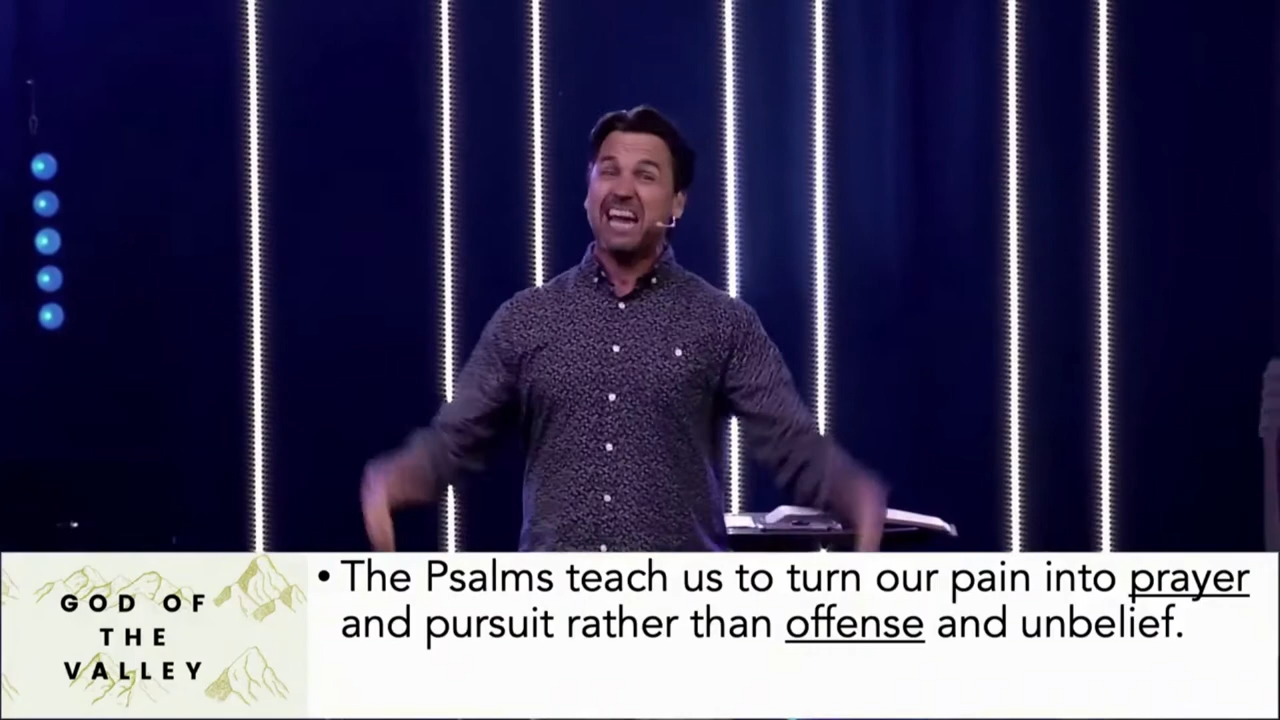 GOD OF
THE
VALLEY
• The Psalms teach us to turn our pain into prayer
and pursuit rather than offense and unbelief.